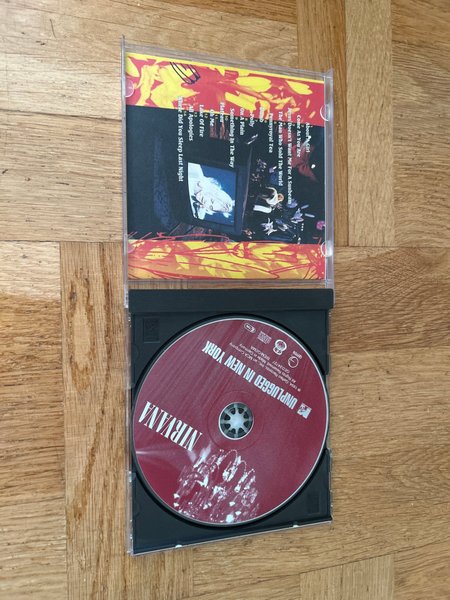 About A Girl
Come As You Are
Doesn't Want Me For A Sunbeam
The Man Who Sold The World
Pennyroyal Tea
Dumb
Polly
On A Plain
Something In The Way
Plateau
Oh Me
Lake of Fire
All Apologies
Where Did You Sleep Last Night
NIRVANA
UNPLUGGED IN NEW YORK